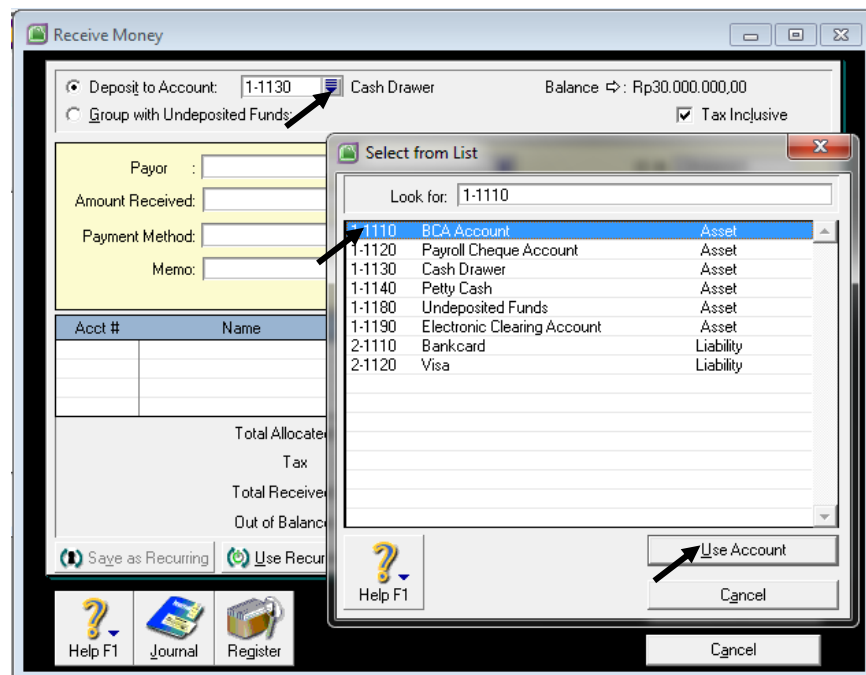 Receive Money
Deposit to Account: 1-1130 Cash Drawer Balance ⇨: Rp30.000.000,00
Group with Undeposited Funds: Tax Inclusive
Payor :
Amount Received:
Payment Method:
Memo:
Acct # Name
Total Allocated
Tax
Total Received
Out of Balance
Save as Recurring Use Recur
Help F1 Journal Register Cancel
Select from List
Look for: 1-1110
1-1110 BCA Account Asset
1-1120 Payroll Cheque Account Asset
1-1130 Cash Drawer Asset
1-1140 Petty Cash Asset
1-1180 Undeposited Funds Asset
1-1190 Electronic Clearing Account Asset
2-1110 Bankcard Liability
2-1120 Visa Liability
Help F1
Use Account
Cancel